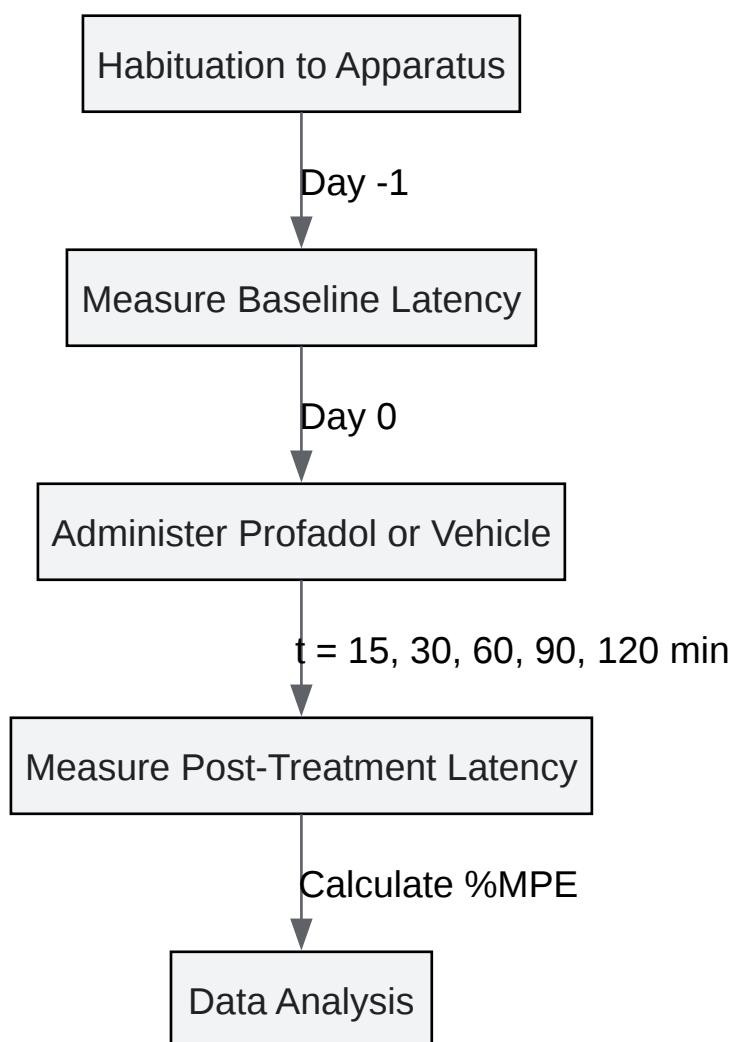 Habituation to Apparatus
Day -1
Measure Baseline Latency
Day 0
Administer Profadol or Vehicle
t = 15, 30, 60, 90, 120 min
Measure Post-Treatment Latency
Calculate %MPE
Data Analysis